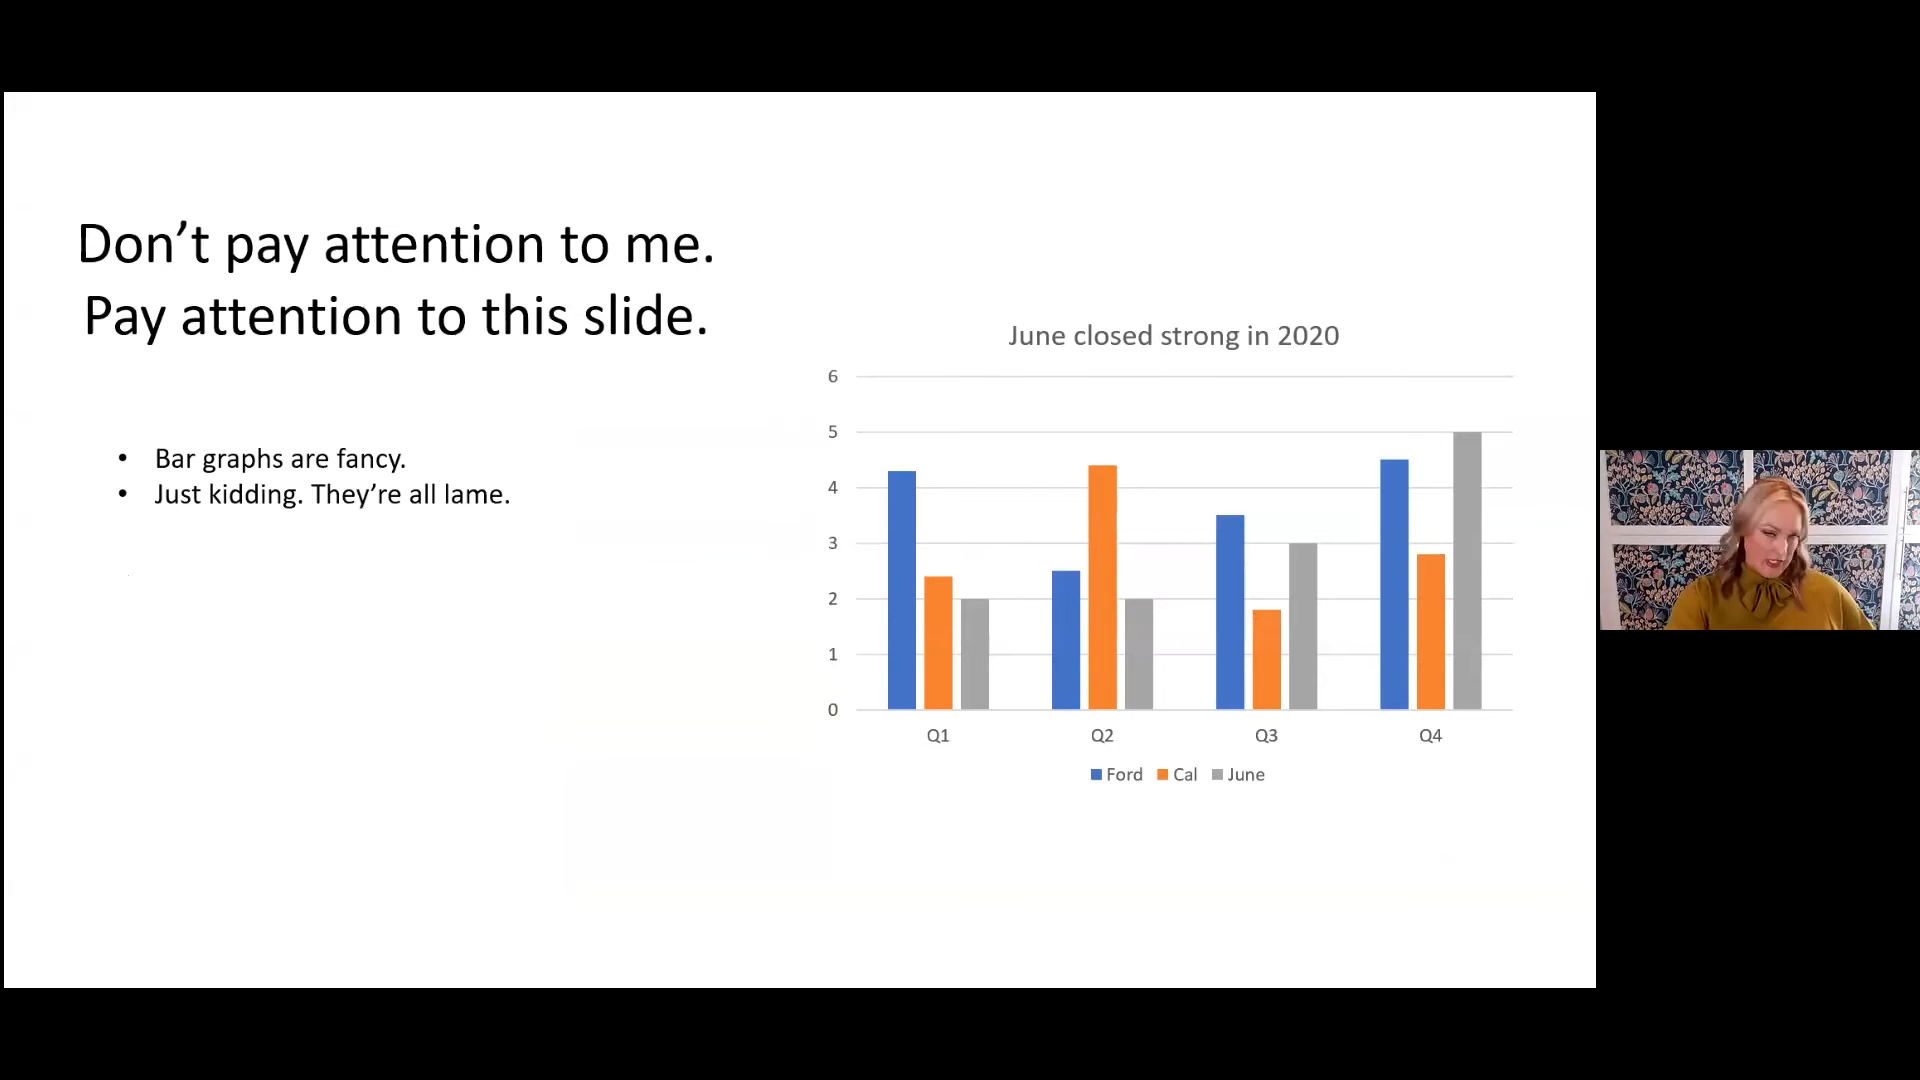 Don’t pay attention to me.
Pay attention to this slide.
• Bar graphs are fancy.
• Just kidding. They’re all lame.
June closed strong in 2020
6
5
4
3
2
1
0
Q1 Q2 Q3 Q4
Ford Cal June